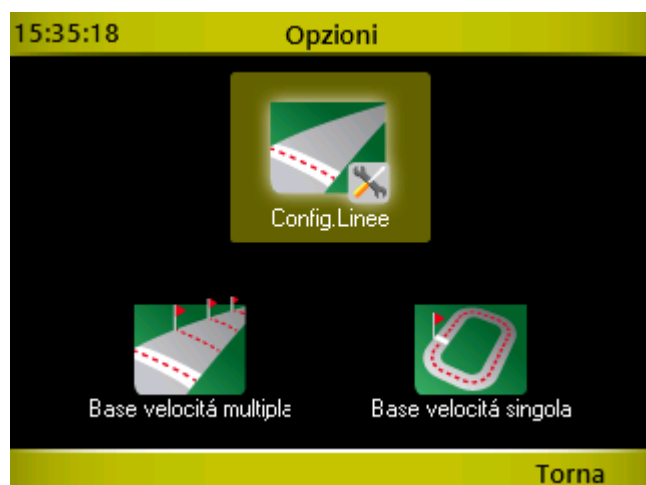 15:35:18 Opzioni
Config.Linee
Base velocitá multipla Base velocitá singola
Torna